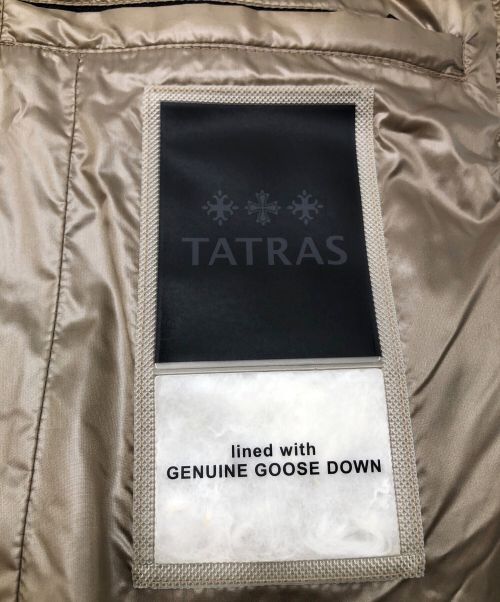 TATRAS
lined with
GENUINE GOOSE DOWN